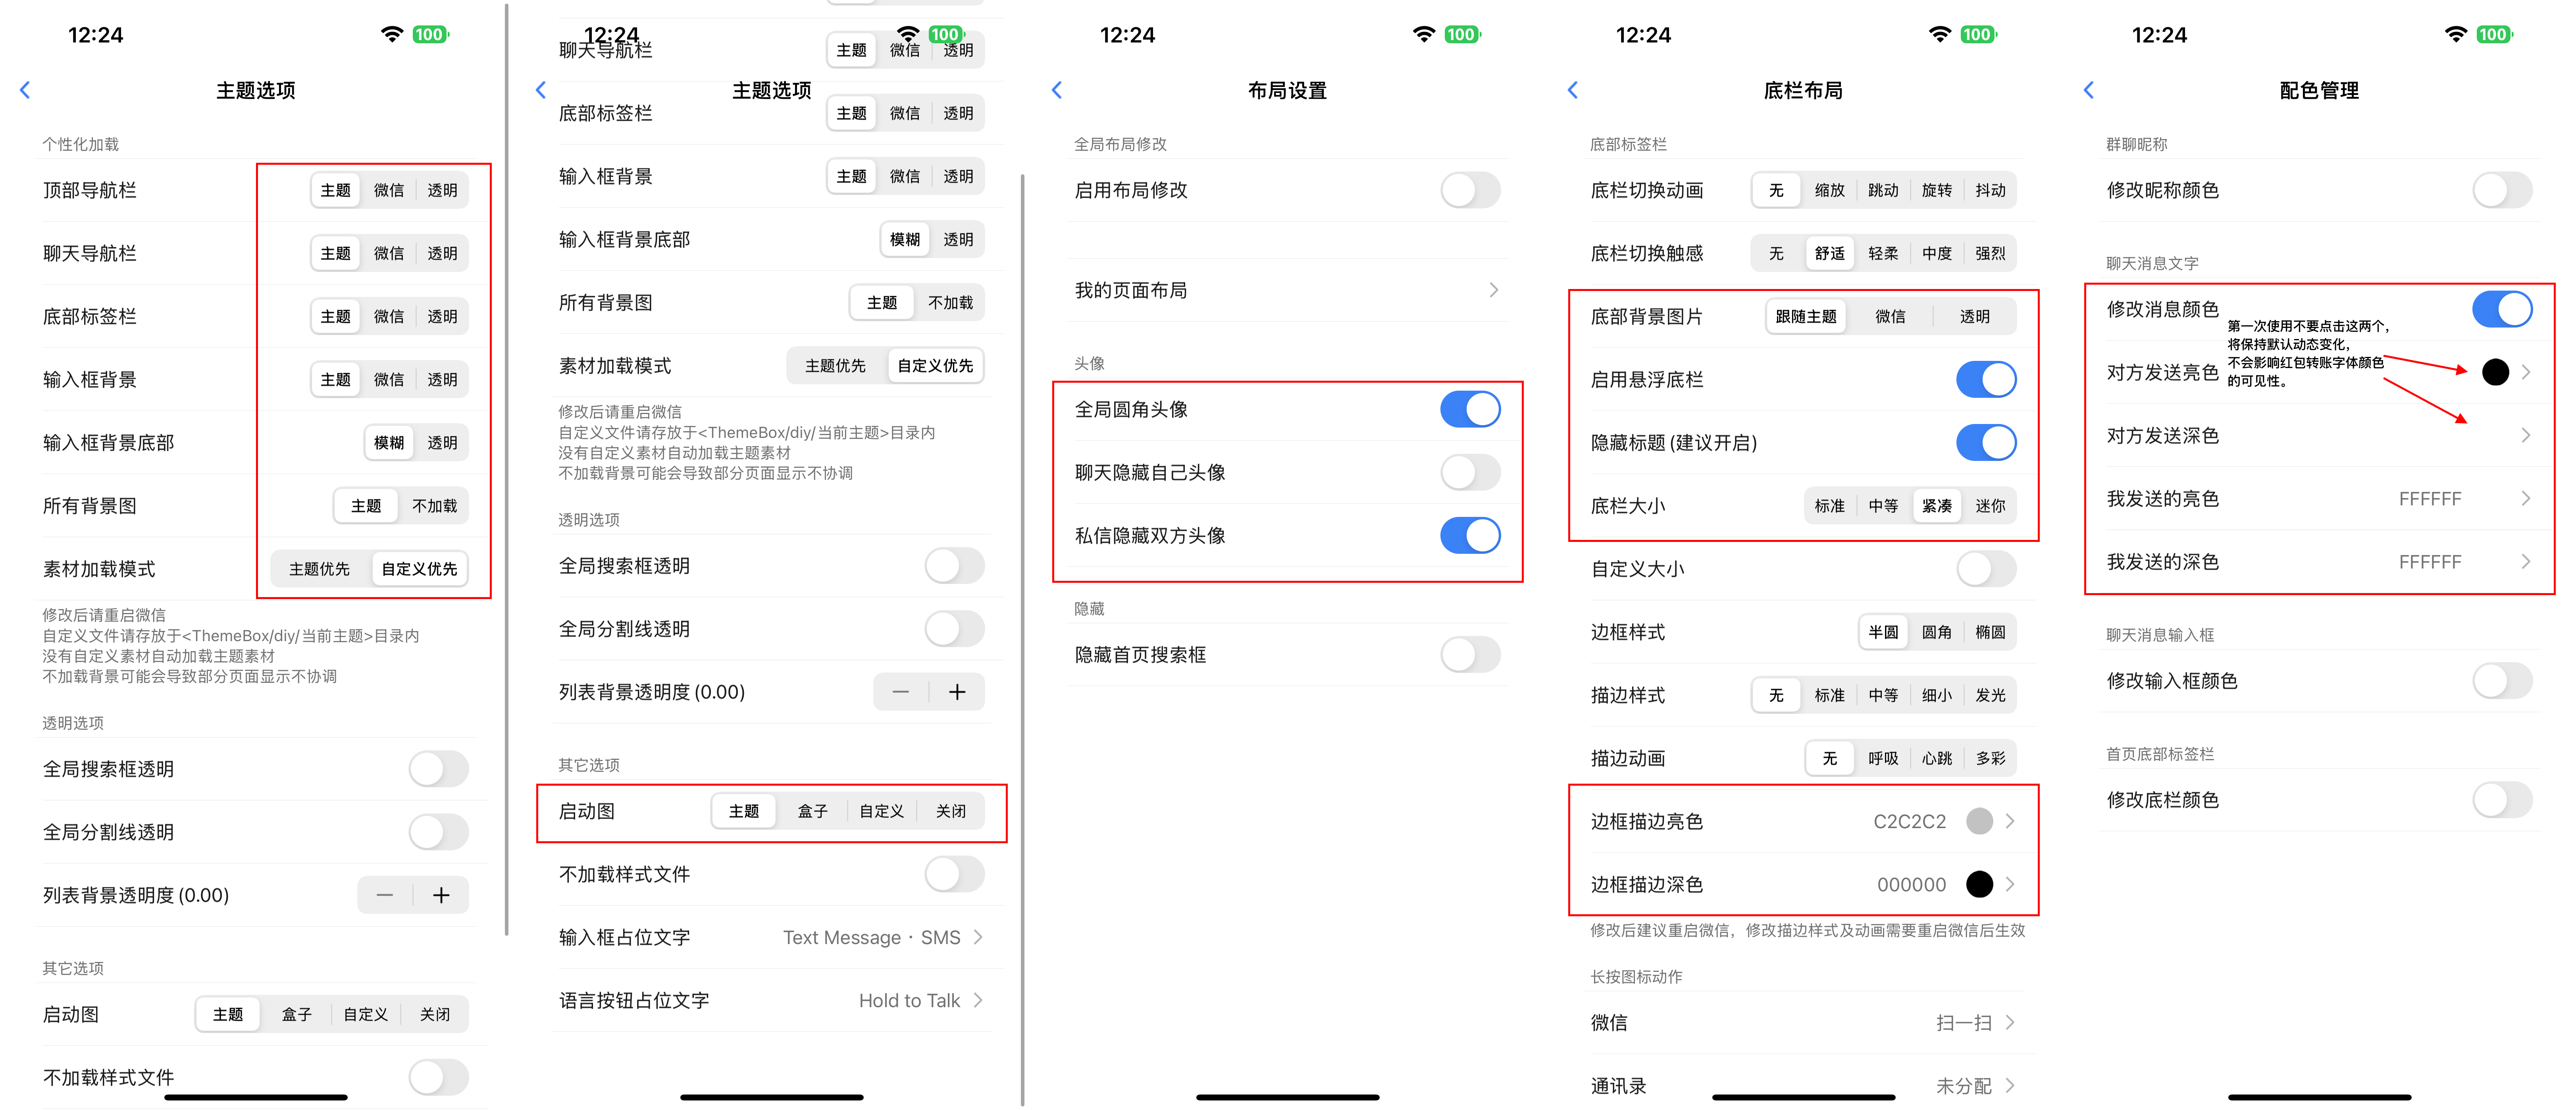 12:24
100
主题选项
个性化加载
顶部导航栏 主题 微信 透明
聊天导航栏 主题 微信 透明
底部标签栏 主题 微信 透明
输入框背景 主题 微信 透明
输入框背景底部 模糊 透明
所有背景图 主题 不加载
素材加载模式 主题优先 自定义优先
修改后请重启微信
自定义文件请存放于<ThemeBox/diy/当前主题>目录内
没有自定义素材自动加载主题素材
不加载背景可能会导致部分页面显示不协调
透明选项
全局搜索框透明
全局分割线透明
列表背景透明度 (0.00)
其它选项
启动图 主题 盒子 自定义 关闭
不加载样式文件
12:24
100
聊天导航栏 主题 微信 透明
主题选项
底部标签栏 主题 微信 透明
输入框背景 主题 微信 透明
输入框背景底部 模糊 透明
所有背景图 主题 不加载
素材加载模式 主题优先 自定义优先
修改后请重启微信
自定义文件请存放于<ThemeBox/diy/当前主题>目录内
没有自定义素材自动加载主题素材
不加载背景可能会导致部分页面显示不协调
透明选项
全局搜索框透明
全局分割线透明
列表背景透明度 (0.00)
其它选项
启动图 主题 盒子 自定义 关闭
不加载样式文件
输入框占位文字 Text Message · SMS
语言按钮占位文字 Hold to Talk
12:24
100
布局设置
全局布局修改
启用布局修改
我的页面布局
头像
全局圆角头像
聊天隐藏自己头像
私信隐藏双方头像
隐藏
隐藏首页搜索框
12:24
100
底栏布局
底部标签栏
底栏切换动画 无 缩放 跳动 旋转 抖动
底栏切换触感 无 舒适 轻柔 中度 强烈
底部背景图片 跟随主题 微信 透明
启用悬浮底栏
隐藏标题 (建议开启)
底栏大小 标准 中等 紧凑 迷你
自定义大小
边框样式 半圆 圆角 椭圆
描边样式 无 标准 中等 细小 发光
描边动画 无 呼吸 心跳 多彩
边框描边亮色 C2C2C2
边框描边深色 000000
修改后建议重启微信，修改描边样式及动画需要重启微信后生效
长按图标动作
微信 扫一扫
通讯录 未分配
12:24
100
配色管理
群聊昵称
修改昵称颜色
聊天消息文字
修改消息颜色
第一次使用不要点击这两个，
将保持默认动态变化，
不会影响红包转账字体颜色
的可见性。
对方发送亮色
对方发送深色
我发送的亮色 FFFFFF
我发送的深色 FFFFFF
聊天消息输入框
修改输入框颜色
首页底部标签栏
修改底栏颜色